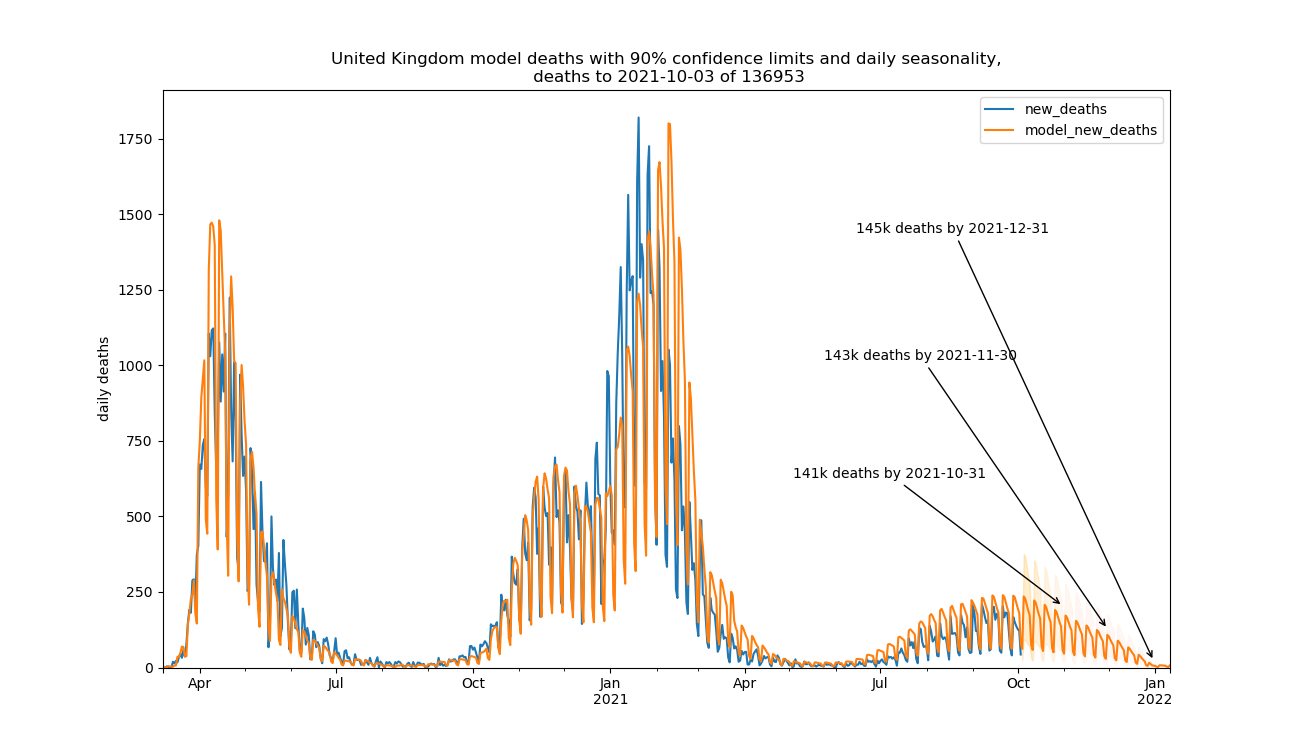 United Kingdom model deaths with 90% confidence limits and daily seasonality,
deaths to 2021-10-03 of 136953
new_deaths
model_new_deaths
1750
1500
1250
1000
750
500
250
0
daily deaths
145k deaths by 2021-12-31
143k deaths by 2021-11-30
141k deaths by 2021-10-31
Apr Jul Oct Jan Apr Jul Oct Jan
2021 2022